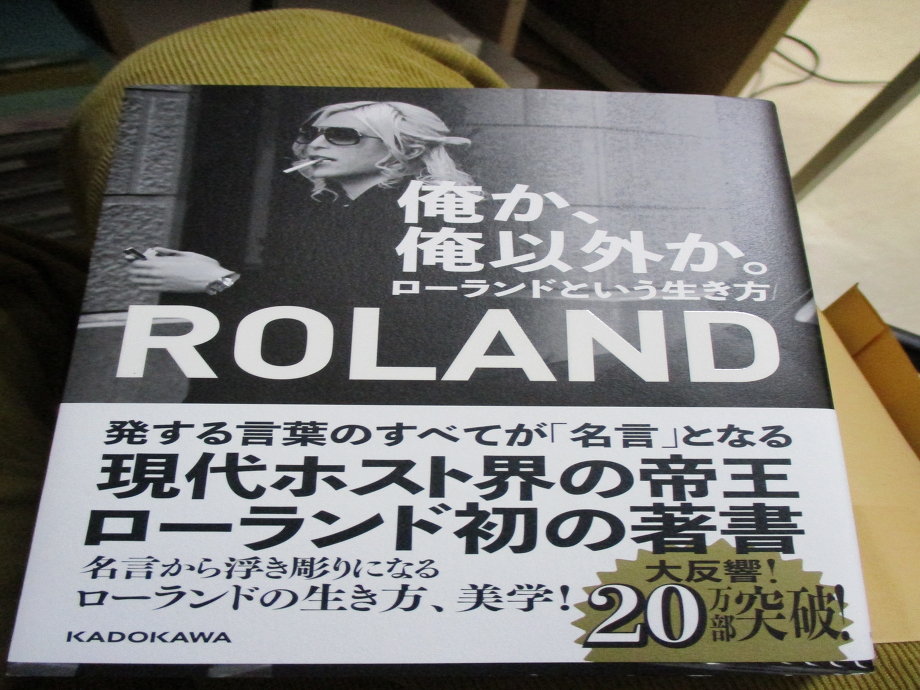 俺か、
俺以外か。
ローランドという生き方
ROLAND
発する言葉のすべてが「名言」となる
現代ホスト界の帝王
ローランド初の著書
名言から浮き彫りになる
ローランドの生き方、美学!
大反響!
20万部突破!
KADOKAWA